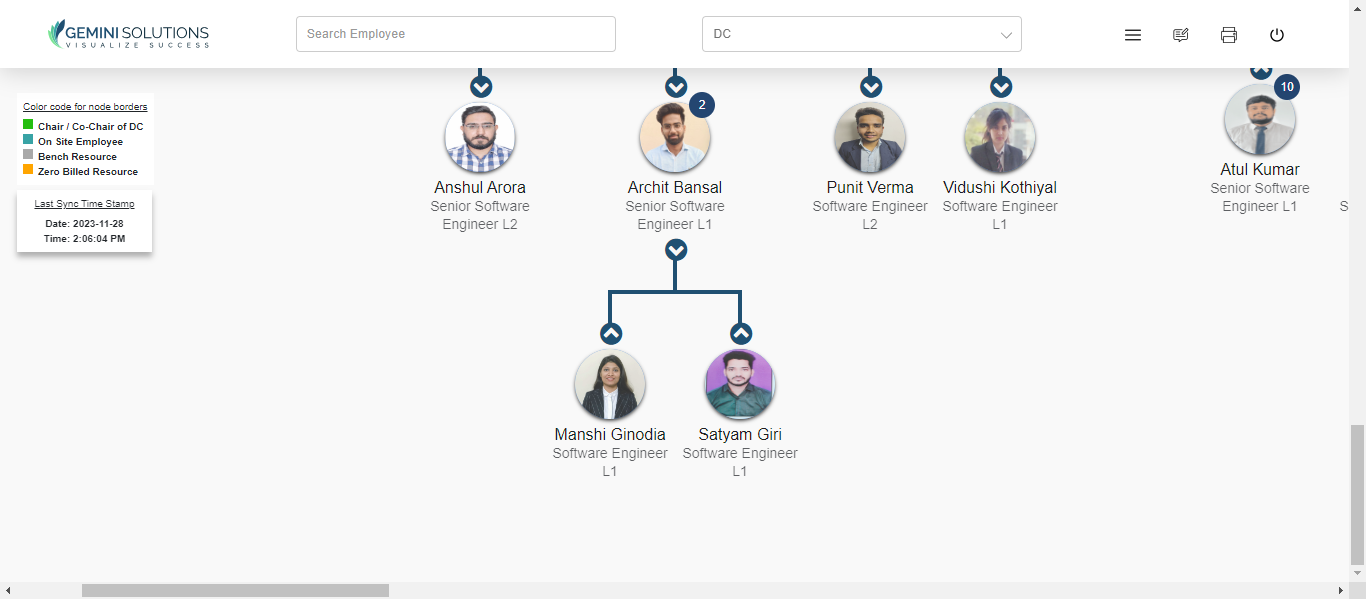 GEMINI SOLUTIONS
VISUALIZE SUCCESS
Search Employee
DC
Color code for node borders
Chair / Co-Chair of DC
On Site Employee
Bench Resource
Zero Billed Resource
Last Sync Time Stamp
Date: 2023-11-28
Time: 2:06:04 PM
Anshul Arora
Senior Software
Engineer L2
2
Archit Bansal
Senior Software
Engineer L1
Punit Verma
Software Engineer
L2
Vidushi Kothiyal
Software Engineer
L1
10
Atul Kumar
Senior Software
Engineer L1
S
Manshi Ginodia
Software Engineer
L1
Satyam Giri
Software Engineer
L1